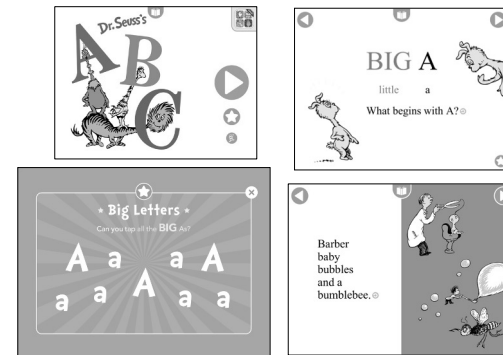 Dr. Seuss's
A
B
C
BIG A
little a
What begins with A?
Big Letters
Can you tap all the BIG As?
A a a A
a a A a a
Barber
baby
bubbles
and a
bumblebee.